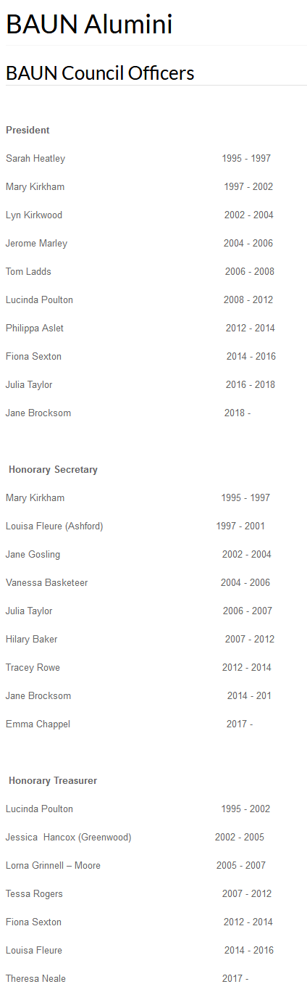 BAUN Alumini
BAUN Council Officers
President
Sarah Heatley 1995 - 1997
Mary Kirkham 1997 - 2002
Lyn Kirkwood 2002 - 2004
Jerome Marley 2004 - 2006
Tom Ladds 2006 - 2008
Lucinda Poulton 2008 - 2012
Philippa Aslet 2012 - 2014
Fiona Sexton 2014 - 2016
Julia Taylor 2016 - 2018
Jane Brocksom 2018 -
Honorary Secretary
Mary Kirkham 1995 - 1997
Louisa Fleure (Ashford) 1997 - 2001
Jane Gosling 2002 - 2004
Vanessa Basketeer 2004 - 2006
Julia Taylor 2006 - 2007
Hilary Baker 2007 - 2012
Tracey Rowe 2012 - 2014
Jane Brocksom 2014 - 201
Emma Chappel 2017 -
Honorary Treasurer
Lucinda Poulton 1995 - 2002
Jessica Hancox (Greenwood) 2002 - 2005
Lorna Grinnell – Moore 2005 - 2007
Tessa Rogers 2007 - 2012
Fiona Sexton 2012 - 2014
Louisa Fleure 2014 - 2016
Theresa Neale 2017 -